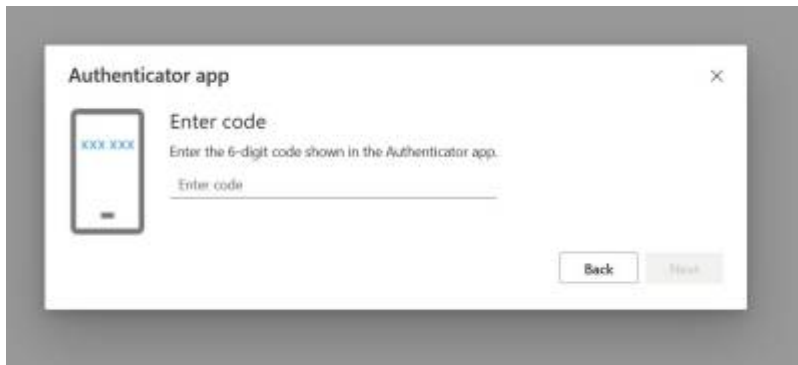 Authenticator app
Enter code
xxx xxx
Enter the 6-digit code shown in the Authenticator app.
Enter code
Back
Next